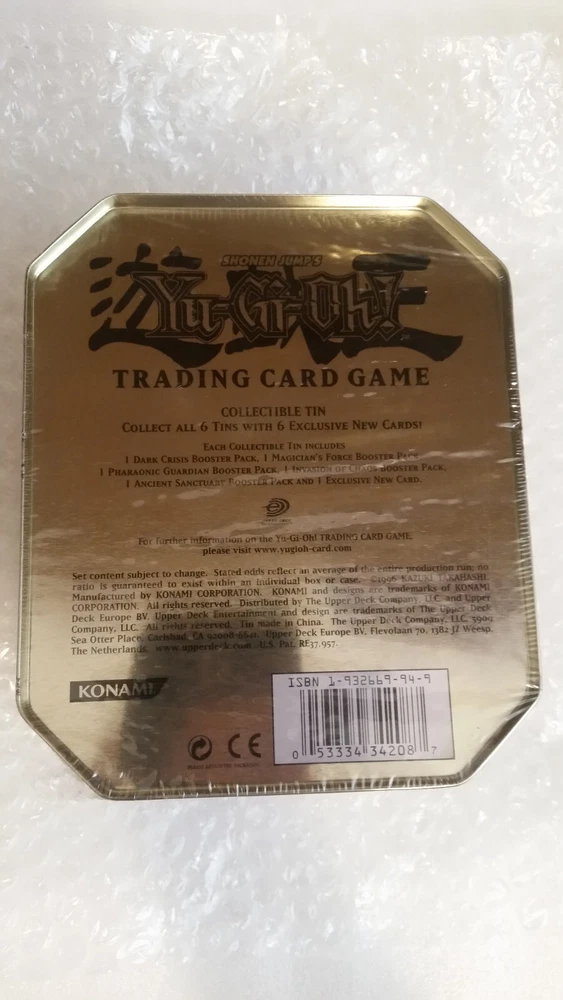 SHONEN JUMP'S
Yu-Gi-Oh!
TRADING CARD GAME
COLLECTIBLE TIN
COLLECT ALL 6 TINS WITH 6 EXCLUSIVE NEW CARDS!
EACH COLLECTIBLE TIN INCLUDES
1 DARK CRISIS BOOSTER PACK, 1 MAGICIAN'S FORCE BOOSTER PACK,
1 PHARAONIC GUARDIAN BOOSTER PACK, 1 INVASION OF CHAOS BOOSTER PACK,
1 ANCIENT SANCTUARY BOOSTER PACK AND 1 EXCLUSIVE NEW CARD.
For further information on the Yu-Gi-Oh! TRADING CARD GAME,
please visit www.yugioh-card.com
Set content subject to change. Stated odds reflect an average of the entire production run; no
ratio is guaranteed to exist within an individual box or case. ©1996 KAZUKI TAKAHASHI
Manufactured by KONAMI CORPORATION. KONAMI and designs are trademarks of KONAMI
CORPORATION. All rights reserved. Distributed by The Upper Deck Company, LLC. and Upper
Deck Europe BV. Upper Deck Entertainment and design are trademarks of The Upper Deck
Company, LLC. All rights reserved. Tin made in China. The Upper Deck Company, LLC. 5909
Sea Otter Place, Carlsbad, CA 92008-6621. Upper Deck Europe BV, Flevolaan 70, 1382 JZ Weesp,
The Netherlands. www.upperdeck.com U.S. Pat. RE37,957.
KONAMI
ISBN 1-932669-94-9
CE
0 53334 34208 7